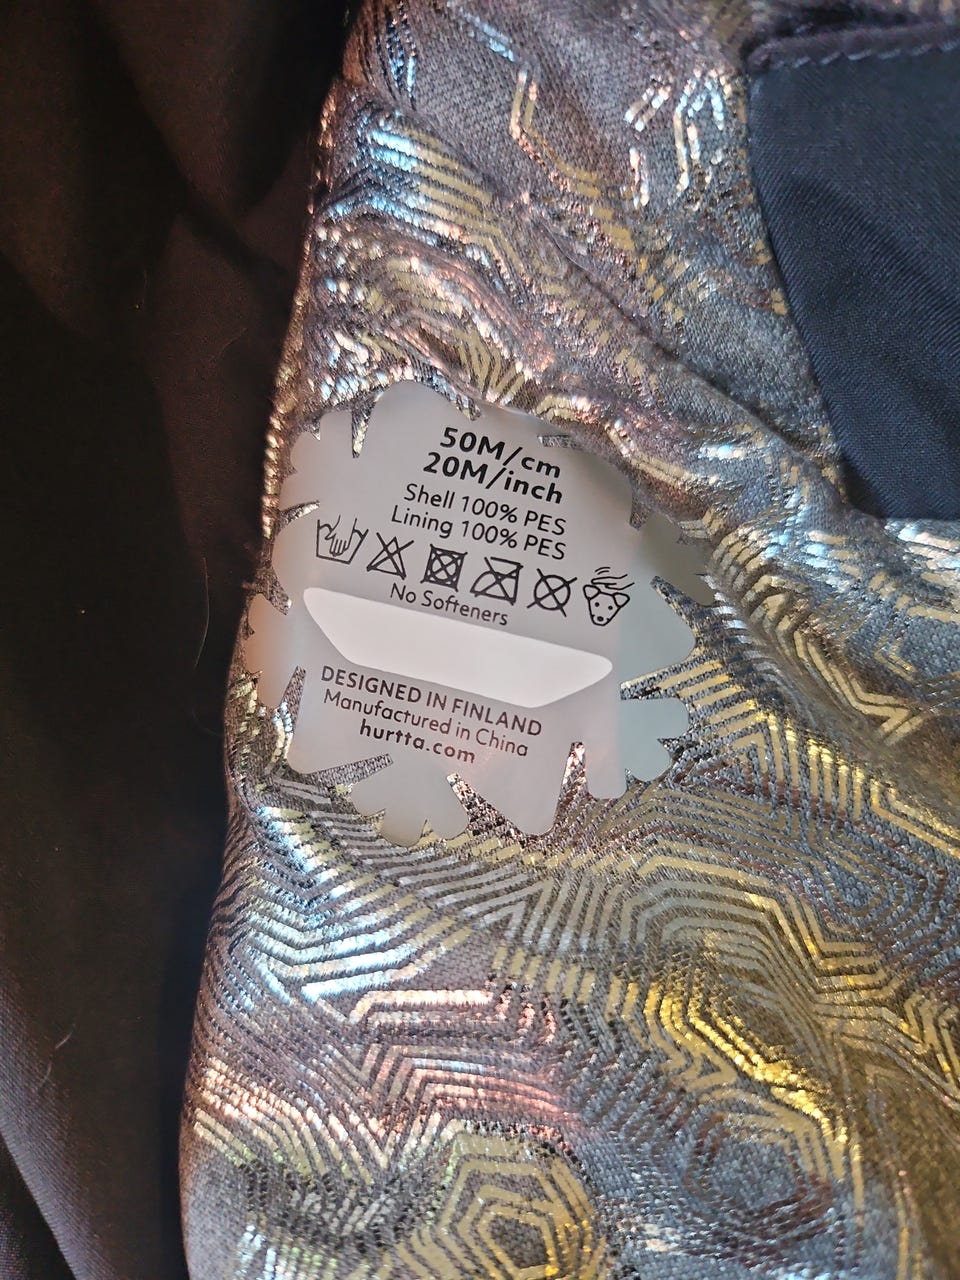 50M/cm
20M/inch
Shell 100% PES
Lining 100% PES
No Softeners
DESIGNED IN FINLAND
Manufactured in China
hurtta.com